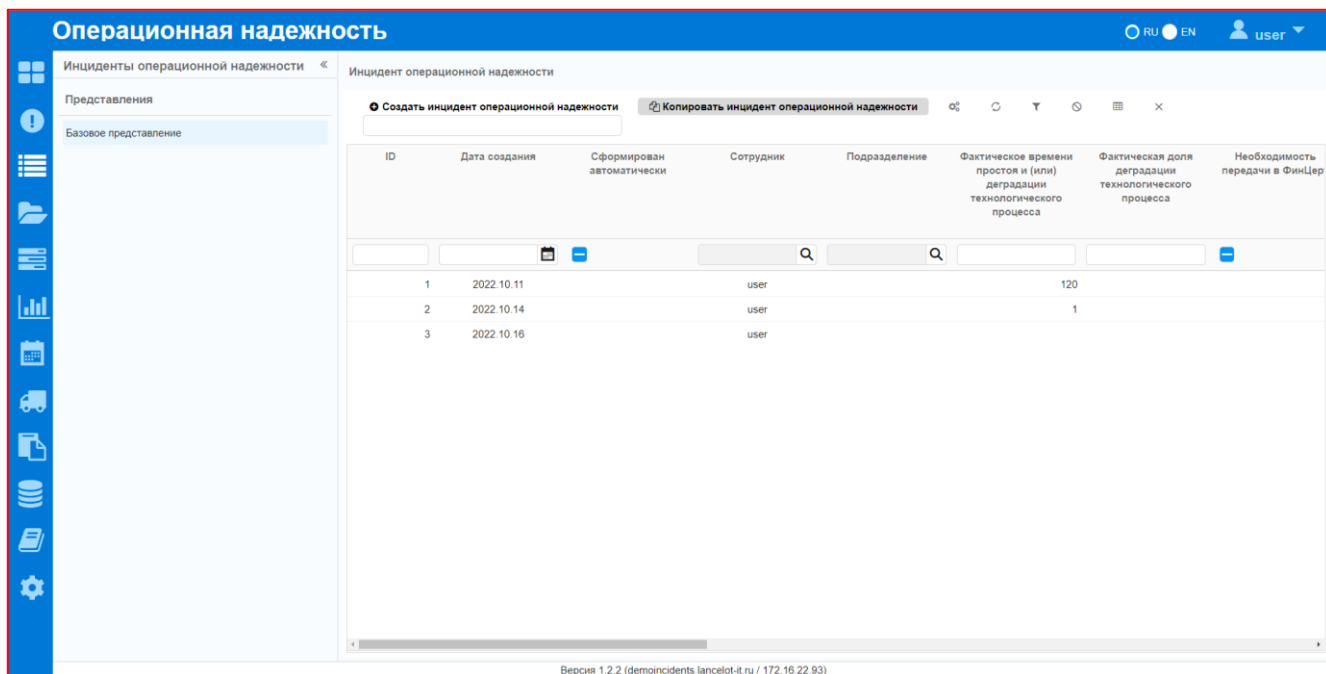 Операционная надежность
RU EN user
Инциденты операционной надежности «
Представления
Базовое представление
Инцидент операционной надежности
Создать инцидент операционной надежности
Копировать инцидент операционной надежности
ID
Дата создания
Сформирован
автоматически
Сотрудник
Подразделение
Фактическое времени
простоя и (или)
деградации
технологического
процесса
Фактическая доля
деградации
технологического
процесса
Необходимость
передачи в ФинЦер
1 2022.10.11 user 120
2 2022.10.14 user 1
3 2022.10.16 user
Версия 1.2.2 (demoincidents.lancelot-it.ru / 172.16.22.93)